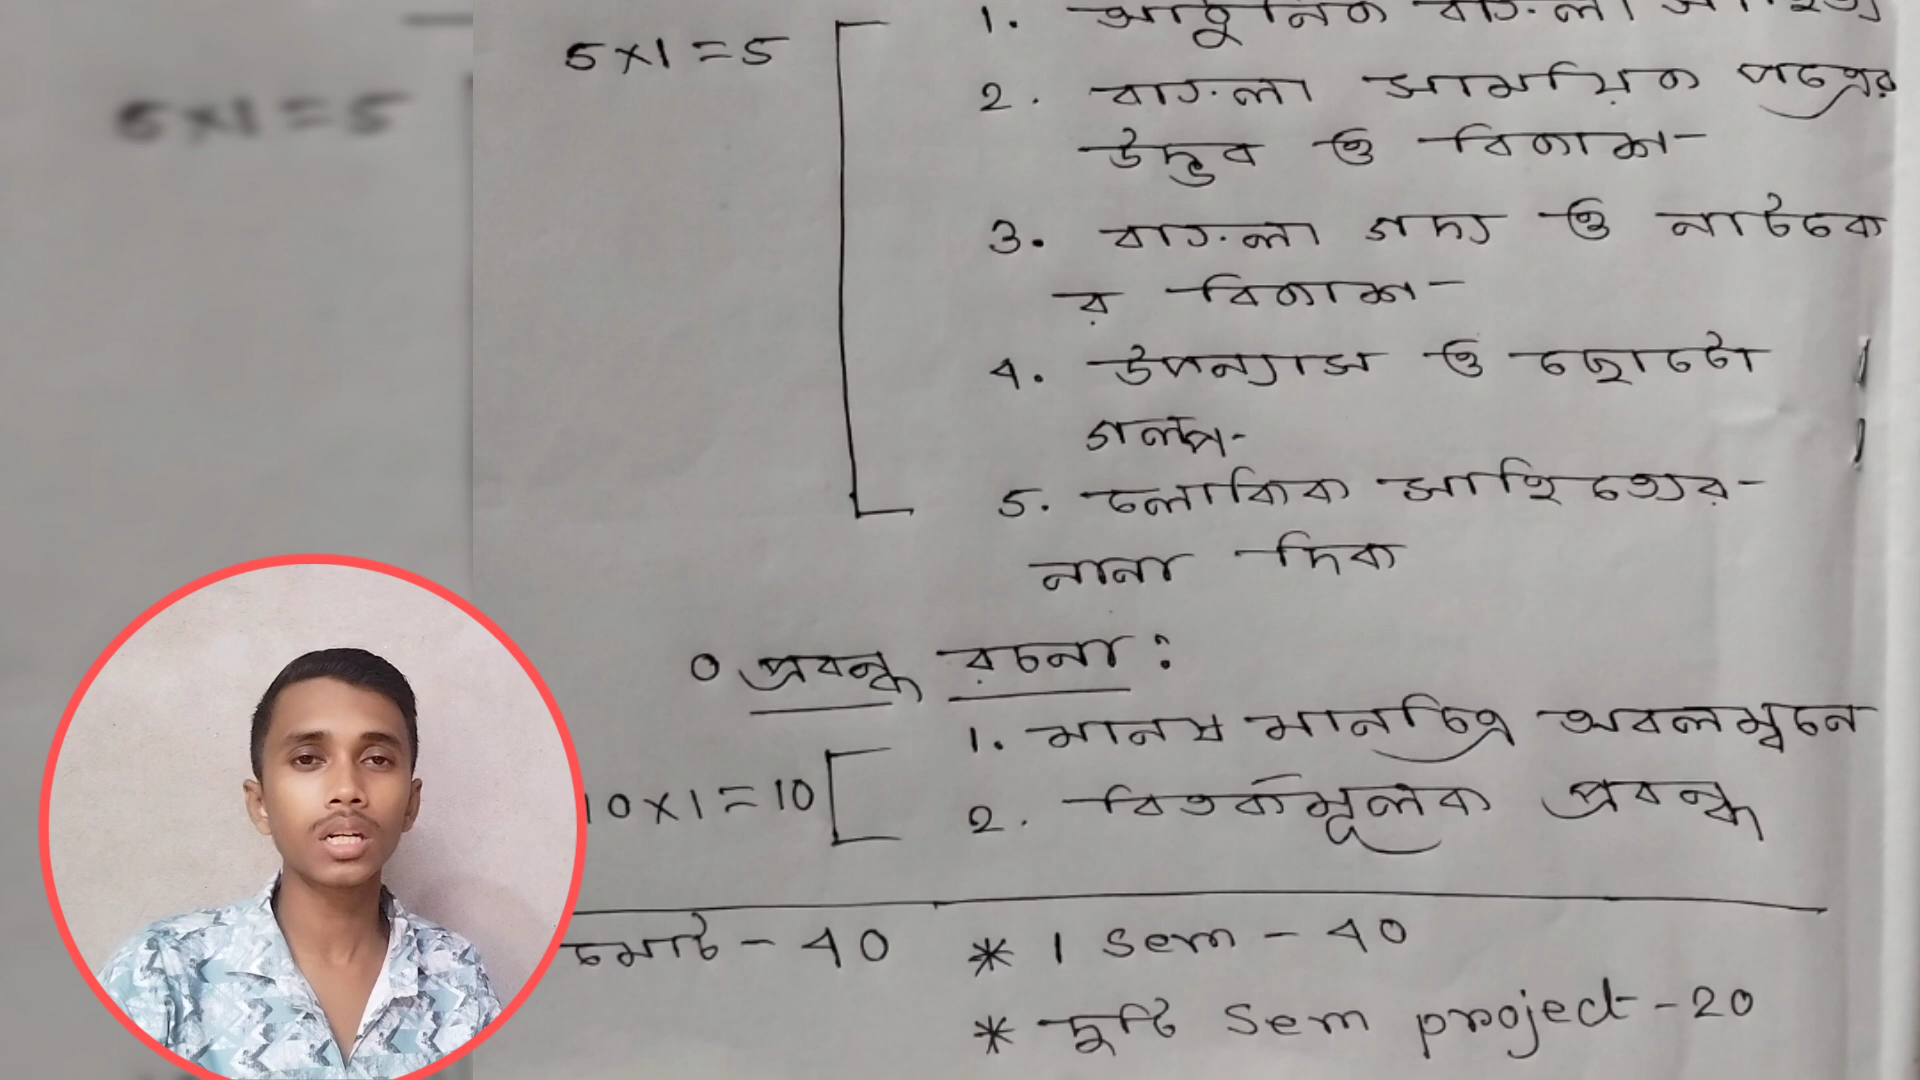 5×1=5
5×1=5
1. আধুনিক বাংলা সাহিত্য
2. বাংলা সাময়িক পত্রের
উদ্ভব ও বিকাশ-
3. বাংলা গদ্য ও নাটকে
র বিকাশ-
4. উপন্যাস ও ছোটো
গল্প-
5. লোকিক সাহিত্যের-
নানা দিক
০ প্রবন্ধ রচনা :
10×1=10
1. মানস মানচিত্র অবলম্বনে
2. বিতর্কমূলক প্রবন্ধ
মোট - 40
* 1 Sem - 40
* দুটি Sem project - 20